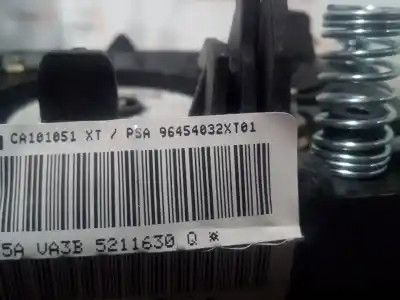 CA101051 XT / PSA 96454032XT01
5A VA3B 5211630 Q *